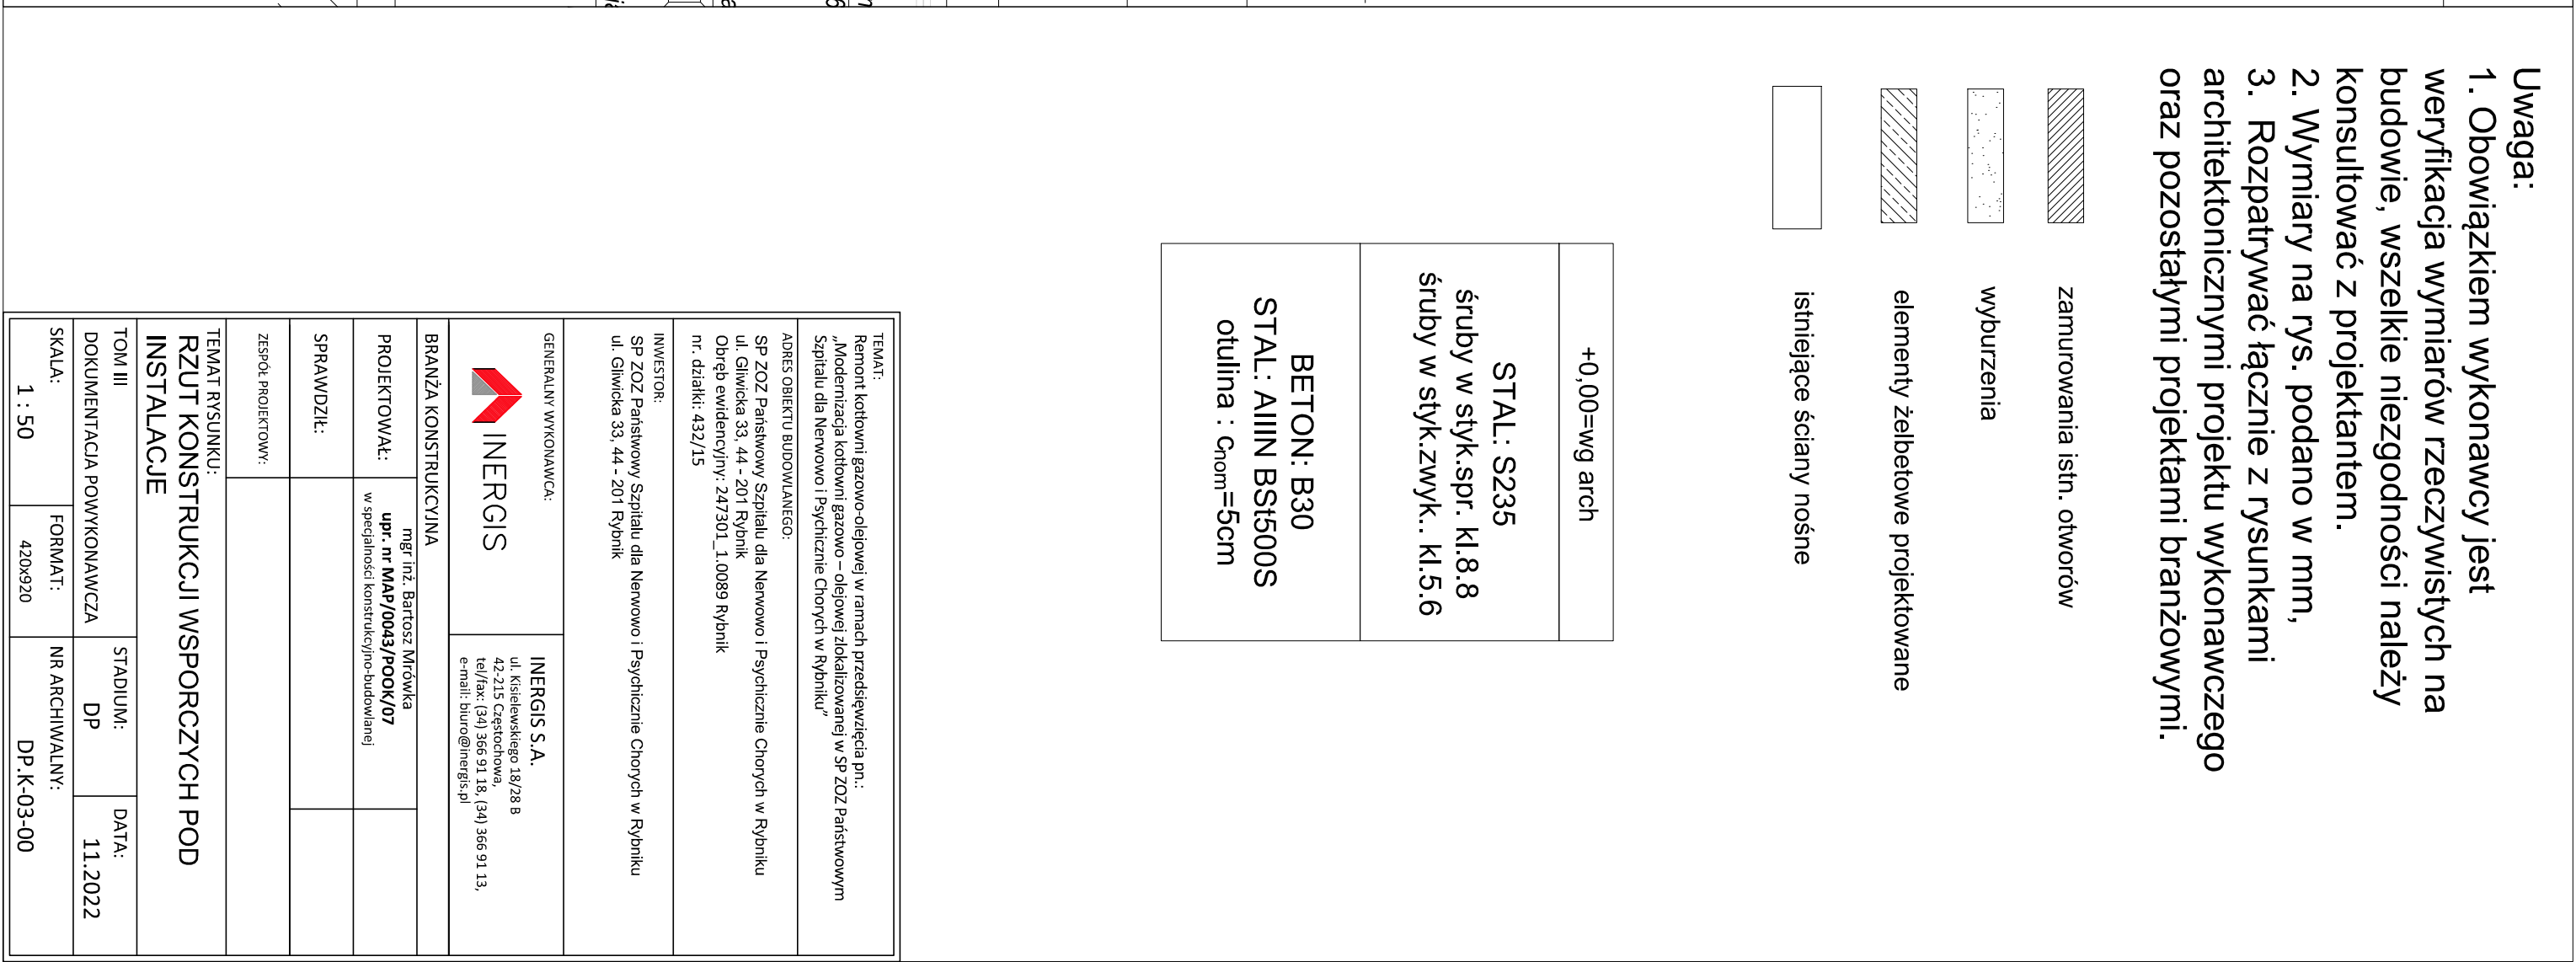 Uwaga:
1. Obowiązkiem wykonawcy jest
weryfikacja wymiarów rzeczywistych na
budowie, wszelkie niezgodności należy
konsultować z projektantem.
2. Wymiary na rys. podano w mm,
3. Rozpatrywać łącznie z rysunkami
architektonicznymi projektu wykonawczego
oraz pozostałymi projektami branżowymi.
zamurowania istn. otworów
wyburzenia
elementy żelbetowe projektowane
istniejące ściany nośne
+0,00=wg arch
STAL: S235
śruby w styk.spr. kl.8.8
śruby w styk.zwyk.. kl.5.6
BETON: B30
STAL: AIIIN BSt500S
otulina : cnom=5cm
TEMAT:
Remont kotłowni gazowo-olejowej w ramach przedsięwzięcia pn.:
„Modernizacja kotłowni gazowo – olejowej zlokalizowanej w SP ZOZ Państwowym
Szpitalu dla Nerwowo i Psychicznie Chorych w Rybniku”
ADRES OBIEKTU BUDOWLANEGO:
SP ZOZ Państwowy Szpitalu dla Nerwowo i Psychicznie Chorych w Rybniku
ul. Gliwicka 33, 44 - 201 Rybnik
Obręb ewidencyjny: 247301_1.0089 Rybnik
nr. działki: 432/15
INWESTOR:
SP ZOZ Państwowy Szpitalu dla Nerwowo i Psychicznie Chorych w Rybniku
ul. Gliwicka 33, 44 - 201 Rybnik
GENERALNY WYKONAWCA:
INERGIS
INERGIS S.A.
ul. Kisielewskiego 18/28 B
42-215 Częstochowa,
tel/fax: (34) 366 91 18, (34) 366 91 13,
e-mail: biuro@inergis.pl
BRANŻA KONSTRUKCYJNA
PROJEKTOWAŁ:
mgr inż. Bartosz Mrówka
upr. nr MAP/0043/POOK/07
w specjalności konstrukcyjno-budowlanej
SPRAWDZIŁ:
ZESPÓŁ PROJEKTOWY:
TEMAT RYSUNKU:
RZUT KONSTRUKCJI WSPORCZYCH POD
INSTALACJE
TOM III
DOKUMENTACJA POWYKONAWCZA
STADIUM:
DP
DATA:
11.2022
SKALA:
1 : 50
FORMAT:
420x920
NR ARCHIWALNY:
DP.K-03-00